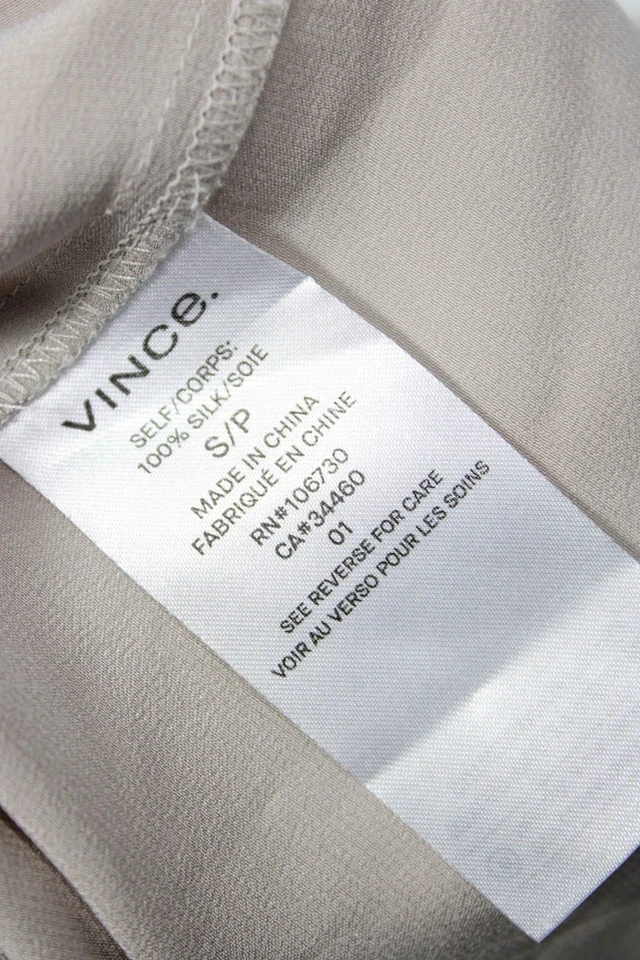 VINCE.
SELF/CORPS:
100% SILK/SOIE
S/P
MADE IN CHINA
FABRIQUÉ EN CHINE
RN#106730
CA#34460
01
SEE REVERSE FOR CARE
VOIR AU VERSO POUR LES SOINS